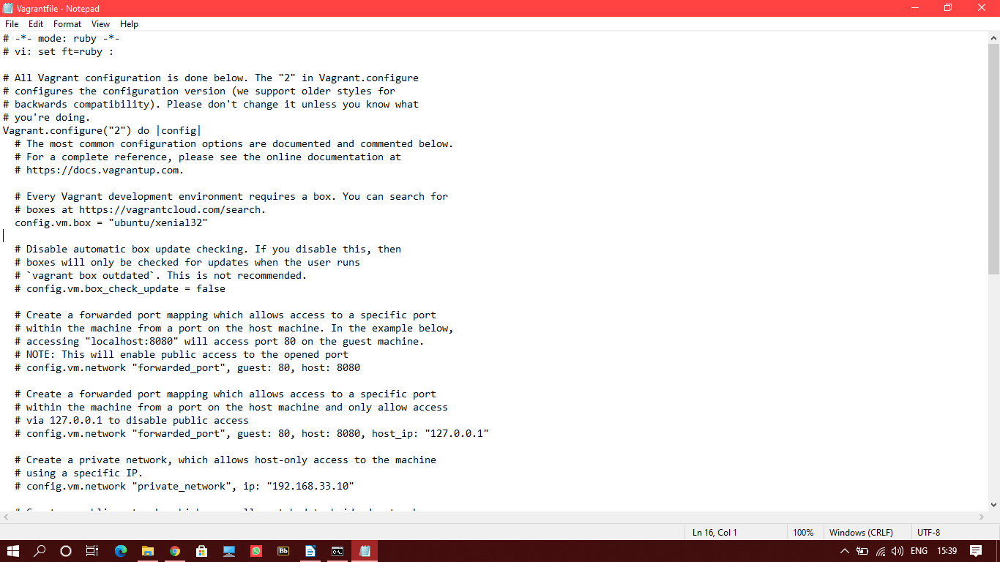 Vagrantfile - Notepad
File Edit Format View Help
# -*- mode: ruby -*-
# vi: set ft=ruby :
# All Vagrant configuration is done below. The "2" in Vagrant.configure
# configures the configuration version (we support older styles for
# backwards compatibility). Please don't change it unless you know what
# you're doing.
Vagrant.configure("2") do |config|
  # The most common configuration options are documented and commented below.
  # For a complete reference, please see the online documentation at
  # https://docs.vagrantup.com.
  # Every Vagrant development environment requires a box. You can search for
  # boxes at https://vagrantcloud.com/search.
  config.vm.box = "ubuntu/xenial32"
  # Disable automatic box update checking. If you disable this, then
  # boxes will only be checked for updates when the user runs
  # `vagrant box outdated`. This is not recommended.
  # config.vm.box_check_update = false
  # Create a forwarded port mapping which allows access to a specific port
  # within the machine from a port on the host machine. In the example below,
  # accessing "localhost:8080" will access port 80 on the guest machine.
  # NOTE: This will enable public access to the opened port
  # config.vm.network "forwarded_port", guest: 80, host: 8080
  # Create a forwarded port mapping which allows access to a specific port
  # within the machine from a port on the host machine and only allow access
  # via 127.0.0.1 to disable public access
  # config.vm.network "forwarded_port", guest: 80, host: 8080, host_ip: "127.0.0.1"
  # Create a private network, which allows host-only access to the machine
  # using a specific IP.
  # config.vm.network "private_network", ip: "192.168.33.10"
Ln 16, Col 1 100% Windows (CRLF) UTF-8
Bb
C:\.
ENG 15:39